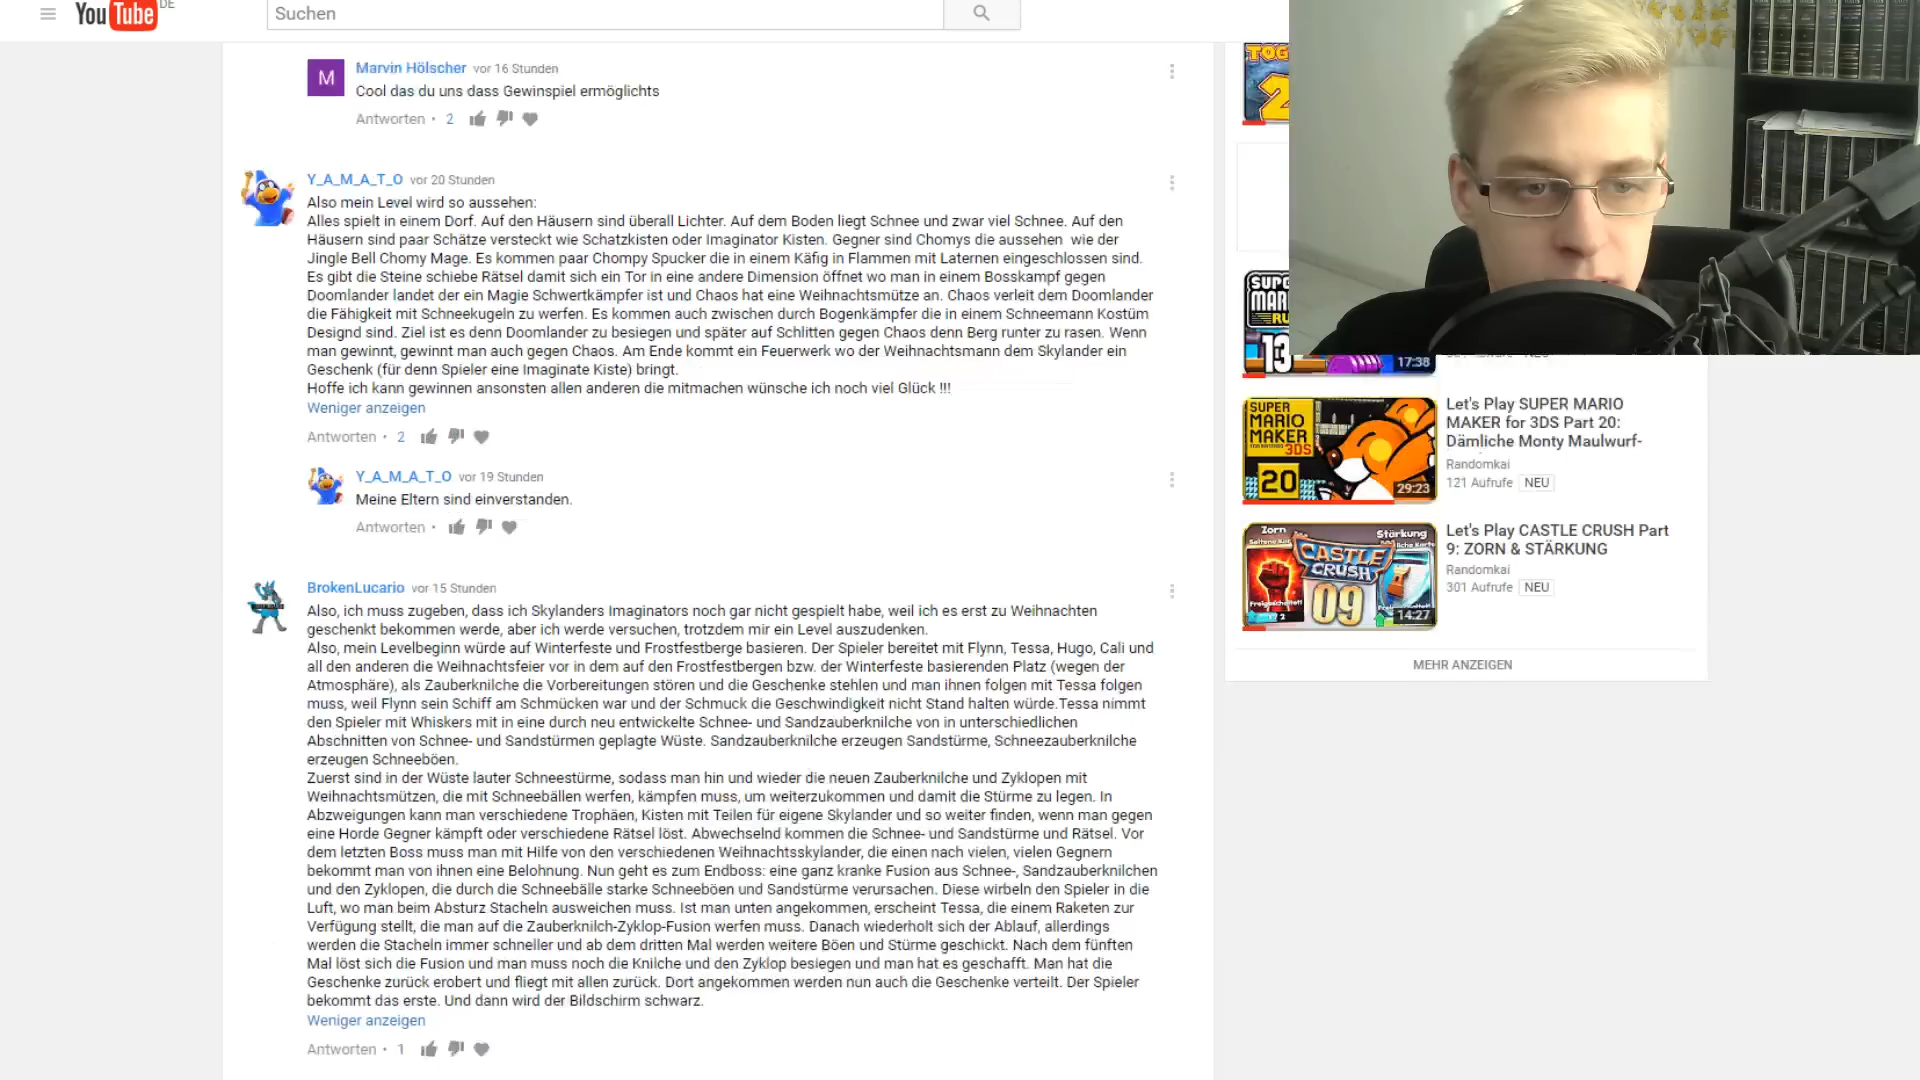 YouTube DE
Suchen
M
Marvin Hölscher vor 16 Stunden
Cool das du uns dass Gewinspiel ermöglichts
Antworten • 2
Y_A_M_A_T_O vor 20 Stunden
Also mein Level wird so aussehen:
Alles spielt in einem Dorf. Auf den Häusern sind überall Lichter. Auf dem Boden liegt Schnee und zwar viel Schnee. Auf den
Häusern sind paar Schätze versteckt wie Schatzkisten oder Imaginator Kisten. Gegner sind Chomys die aussehen wie der
Jingle Bell Chomy Mage. Es kommen paar Chompy Spucker die in einem Käfig in Flammen mit Laternen eingeschlossen sind.
Es gibt die Steine schiebe Rätsel damit sich ein Tor in eine andere Dimension öffnet wo man in einem Bosskampf gegen
Doomlander landet der ein Magie Schwertkämpfer ist und Chaos hat eine Weihnachtsmütze an. Chaos verleit dem Doomlander
die Fähigkeit mit Schneekugeln zu werfen. Es kommen auch zwischen durch Bogenkämpfer die in einem Schneemann Kostüm
Designd sind. Ziel ist es denn Doomlander zu besiegen und später auf Schlitten gegen Chaos denn Berg runter zu rasen. Wenn
man gewinnt, gewinnt man auch gegen Chaos. Am Ende kommt ein Feuerwerk wo der Weihnachtsmann dem Skylander ein
Geschenk (für denn Spieler eine Imaginate Kiste) bringt.
Hoffe ich kann gewinnen ansonsten allen anderen die mitmachen wünsche ich noch viel Glück !!!
Weniger anzeigen
Antworten • 2
Y_A_M_A_T_O vor 19 Stunden
Meine Eltern sind einverstanden.
Antworten •
BrokenLucario vor 15 Stunden
Also, ich muss zugeben, dass ich Skylanders Imaginators noch gar nicht gespielt habe, weil ich es erst zu Weihnachten
geschenkt bekommen werde, aber ich werde versuchen, trotzdem mir ein Level auszudenken.
Also, mein Levelbeginn würde auf Winterfeste und Frostfestberge basieren. Der Spieler bereitet mit Flynn, Tessa, Hugo, Cali und
all den anderen die Weihnachtsfeier vor in dem auf den Frostfestbergen bzw. der Winterfeste basierenden Platz (wegen der
Atmosphäre), als Zauberknilche die Vorbereitungen stören und die Geschenke stehlen und man ihnen folgen mit Tessa folgen
muss, weil Flynn sein Schiff am Schmücken war und der Schmuck die Geschwindigkeit nicht Stand halten würde.Tessa nimmt
den Spieler mit Whiskers mit in eine durch neu entwickelte Schnee- und Sandzauberknilche von in unterschiedlichen
Abschnitten von Schnee- und Sandstürmen geplagte Wüste. Sandzauberknilche erzeugen Sandstürme, Schneezauberknilche
erzeugen Schneeböen.
Zuerst sind in der Wüste lauter Schneestürme, sodass man hin und wieder die neuen Zauberknilche und Zyklopen mit
Weihnachtsmützen, die mit Schneebällen werfen, kämpfen muss, um weiterzukommen und damit die Stürme zu legen. In
Abzweigungen kann man verschiedene Trophäen, Kisten mit Teilen für eigene Skylander und so weiter finden, wenn man gegen
eine Horde Gegner kämpft oder verschiedene Rätsel löst. Abwechselnd kommen die Schnee- und Sandstürme und Rätsel. Vor
dem letzten Boss muss man mit Hilfe von den verschiedenen Weihnachtsskylander, die einen nach vielen, vielen Gegnern
bekommt man von ihnen eine Belohnung. Nun geht es zum Endboss: eine ganz kranke Fusion aus Schnee-, Sandzauberknilchen
und den Zyklopen, die durch die Schneebälle starke Schneeböen und Sandstürme verursachen. Diese wirbeln den Spieler in die
Luft, wo man beim Absturz Stacheln ausweichen muss. Ist man unten angekommen, erscheint Tessa, die einem Raketen zur
Verfügung stellt, die man auf die Zauberknilch-Zyklop-Fusion werfen muss. Danach wiederholt sich der Ablauf, allerdings
werden die Stacheln immer schneller und ab dem dritten Mal werden weitere Böen und Stürme geschickt. Nach dem fünften
Mal löst sich die Fusion und man muss noch die Knilche und den Zyklop besiegen und man hat es geschafft. Man hat die
Geschenke zurück erobert und fliegt mit allen zurück. Dort angekommen werden nun auch die Geschenke verteilt. Der Spieler
bekommt das erste. Und dann wird der Bildschirm schwarz.
Weniger anzeigen
Antworten • 1
2
13
17:38
SUPER
MARIO
MAKER
3DS
20
29:23
Let's Play SUPER MARIO
MAKER for 3DS Part 20:
Dämliche Monty Maulwurf-
Randomkai
121 Aufrufe NEU
Zorn
Stärkung
CASTLE
CRUSH
09
14:27
Let's Play CASTLE CRUSH Part
9: ZORN & STÄRKUNG
Randomkai
301 Aufrufe NEU
MEHR ANZEIGEN